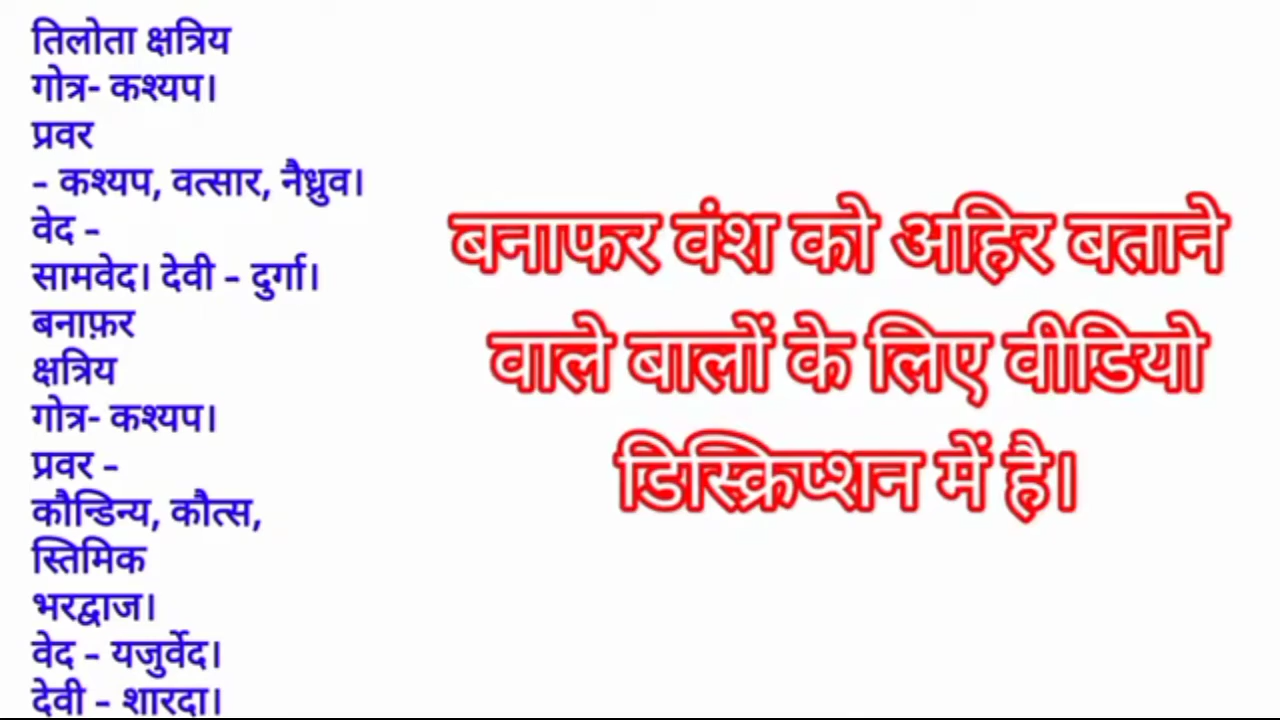 तिलोता क्षत्रिय
गोत्र- कश्यप।
प्रवर
- कश्यप, वत्सार, नैध्रुव।
वेद -
सामवेद। देवी - दुर्गा।
बनाफ़र
क्षत्रिय
गोत्र- कश्यप।
प्रवर -
कौन्डिन्य, कौत्स,
स्तिमिक
भरद्वाज।
वेद - यजुर्वेद।
देवी - शारदा।
बनाफर वंश को अहिर बताने
वाले बालों के लिए वीडियो
डिस्क्रिप्शन में है।